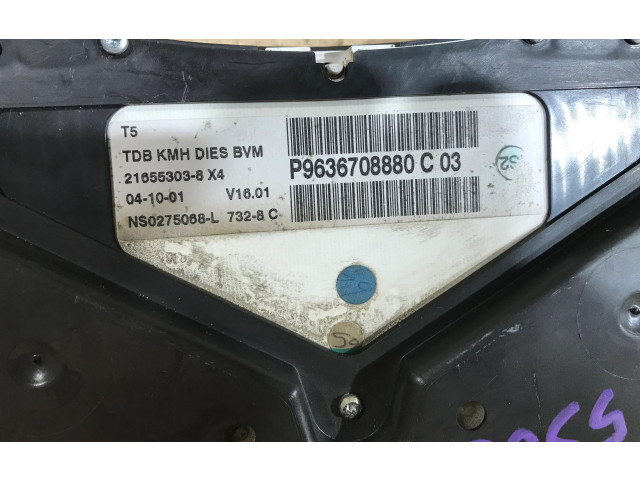 T5
TDB KMH DIES BVM
21655303-8 X4
04-10-01 V16.01
NS0275068-L 732-8 C
P9636708880 C 03